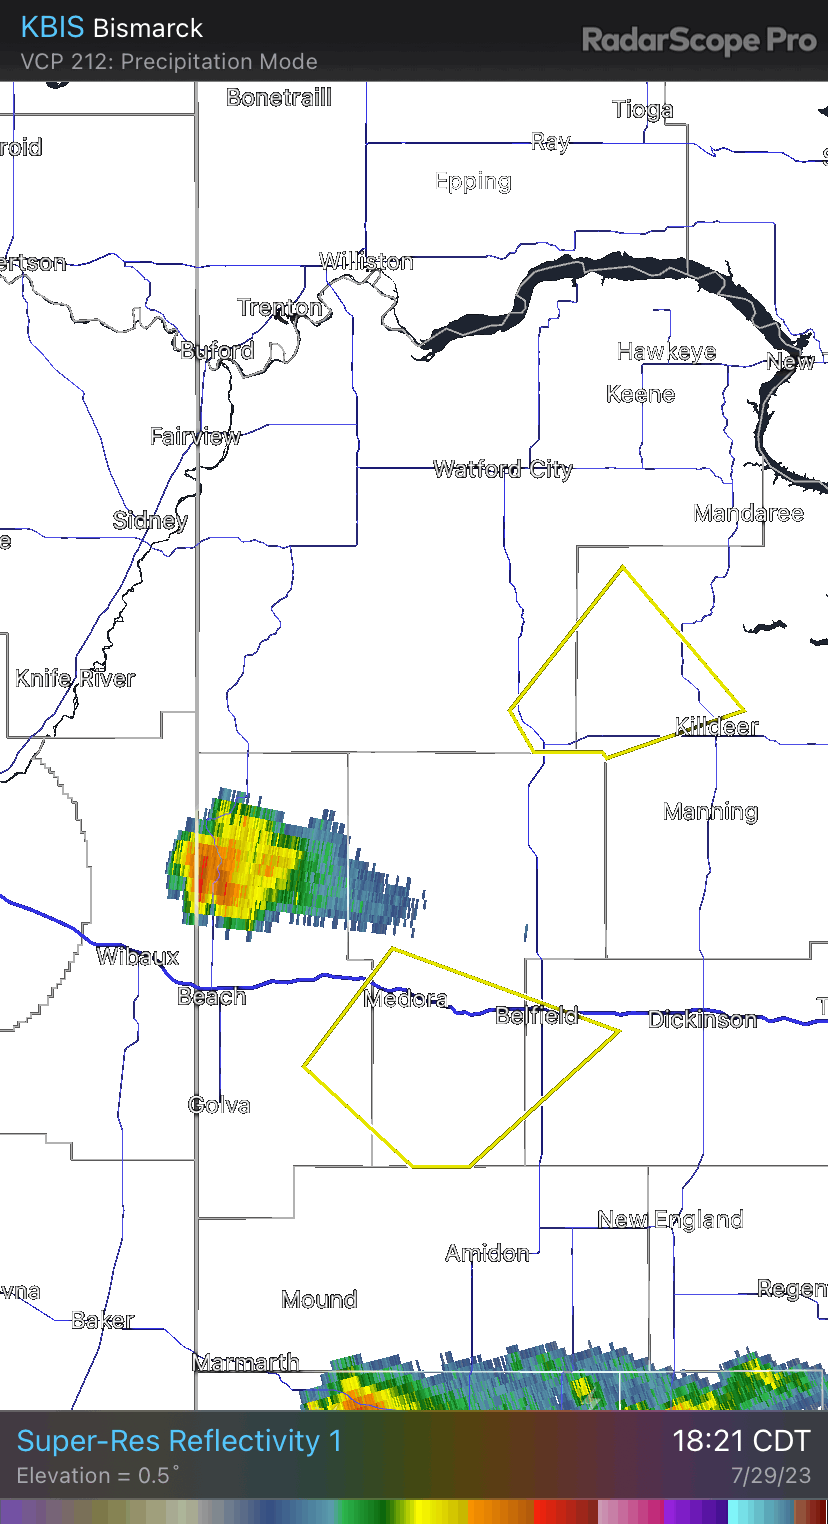 KBIS Bismarck
RadarScope Pro
VCP 212: Precipitation Mode
Bonetraill
Tioga
roid
Ray
Epping
ertson
Williston
Trenton
Buford
Hawkeye
New
Keene
Fairview
Watford City
Sidney
Mandaree
e
Knife River
Killdeer
Manning
Wibaux
Beach
Medora
Belfield
Dickinson
T
Golva
New England
Amidon
vna
Mound
Regen
Baker
Marmarth
Super-Res Reflectivity 1
18:21 CDT
Elevation = 0.5°
7/29/23